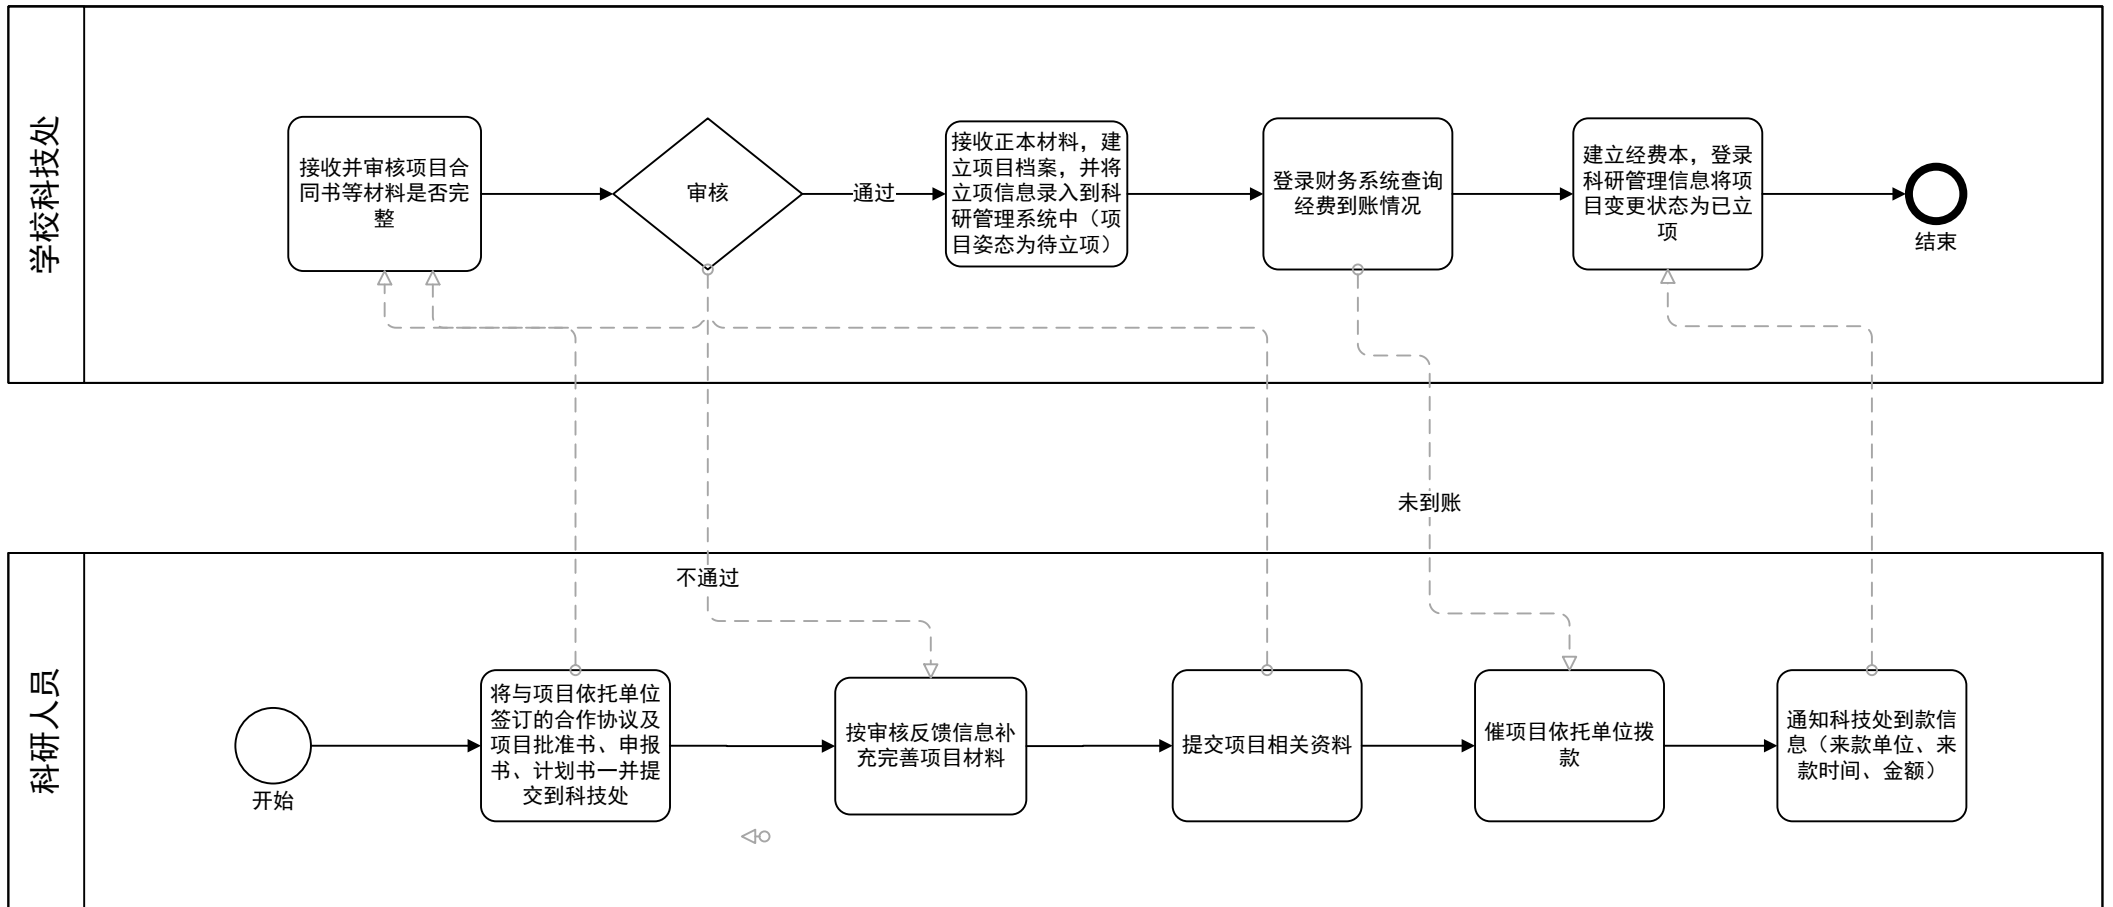 学校科技处
接收并审核项目合
同书等材料是否完
整
审核
通过
接收正本材料，建
立项目档案，并将
立项信息录入到科
研管理系统中（项
目姿态为待立项）
登录财务系统查询
经费到账情况
建立经费本，登录
科研管理信息将项
目变更状态为已立
项
结束
未到账
不通过
科研人员
开始
将与项目依托单位
签订的合作协议及
项目批准书、申报
书、计划书一并提
交到科技处
按审核反馈信息补
充完善项目材料
提交项目相关资料
催项目依托单位拨
款
通知科技处到款信
息（来款单位、来
款时间、金额）